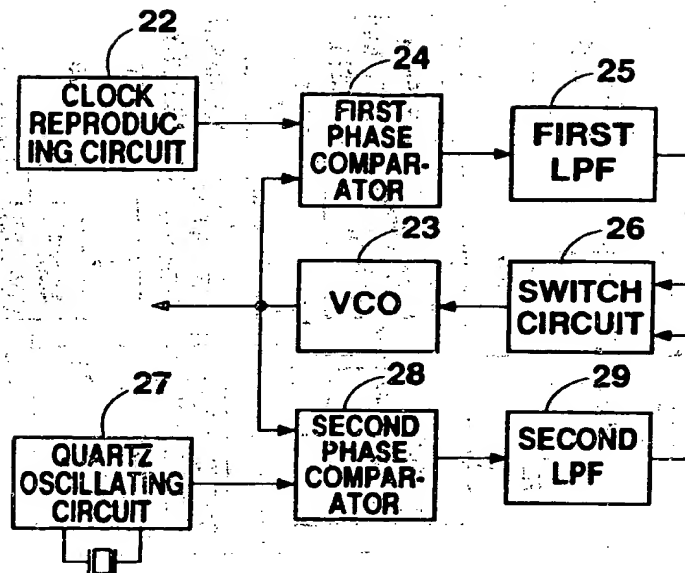 22
CLOCK
REPRODUC-
ING CIRCUIT
24
FIRST
PHASE
COMPAR-
ATOR
25
FIRST
LPF
23
VCO
26
SWITCH
CIRCUIT
27
QUARTZ
OSCILLATING
CIRCUIT
28
SECOND
PHASE
COMPAR-
ATOR
29
SECOND
LPF